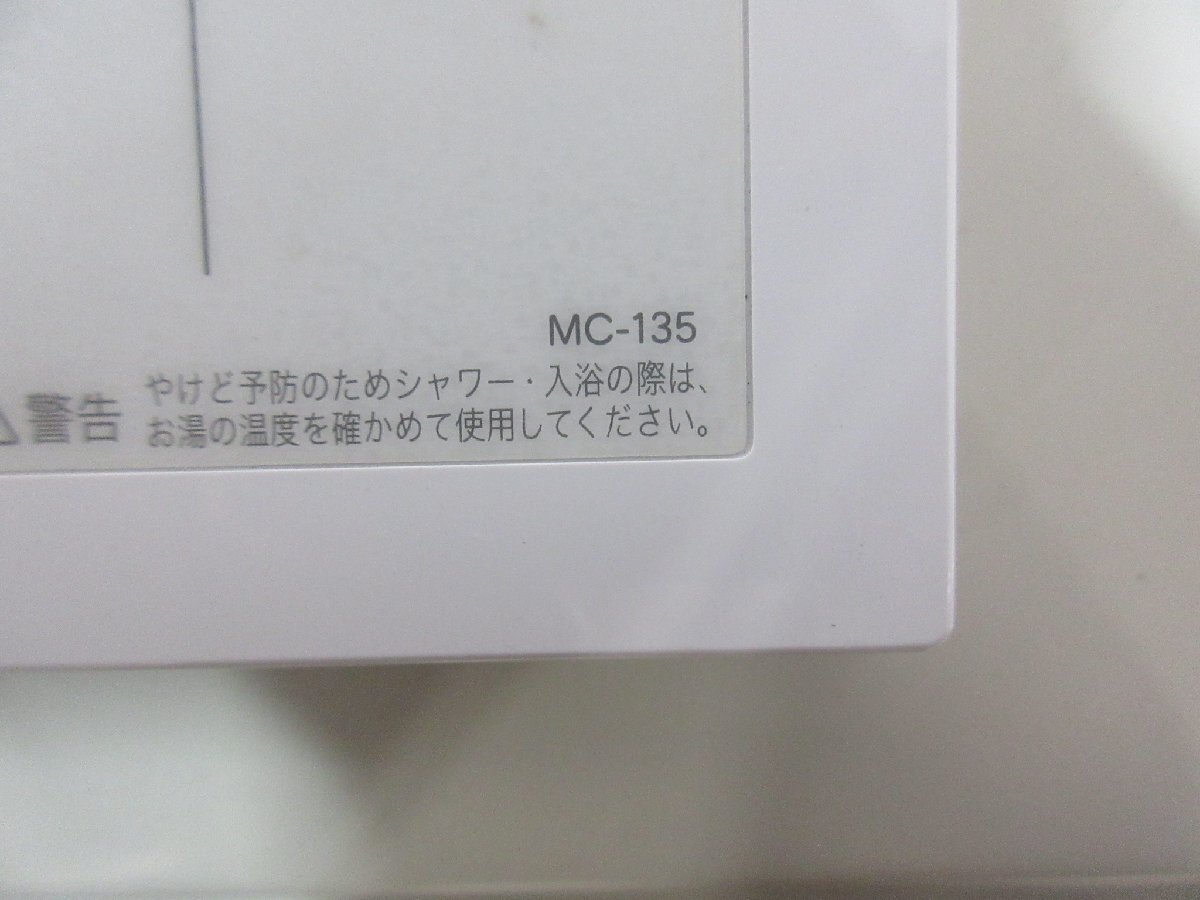 MC-135
警告
やけど予防のためシャワー・入浴の際は、
お湯の温度を確かめて使用してください。